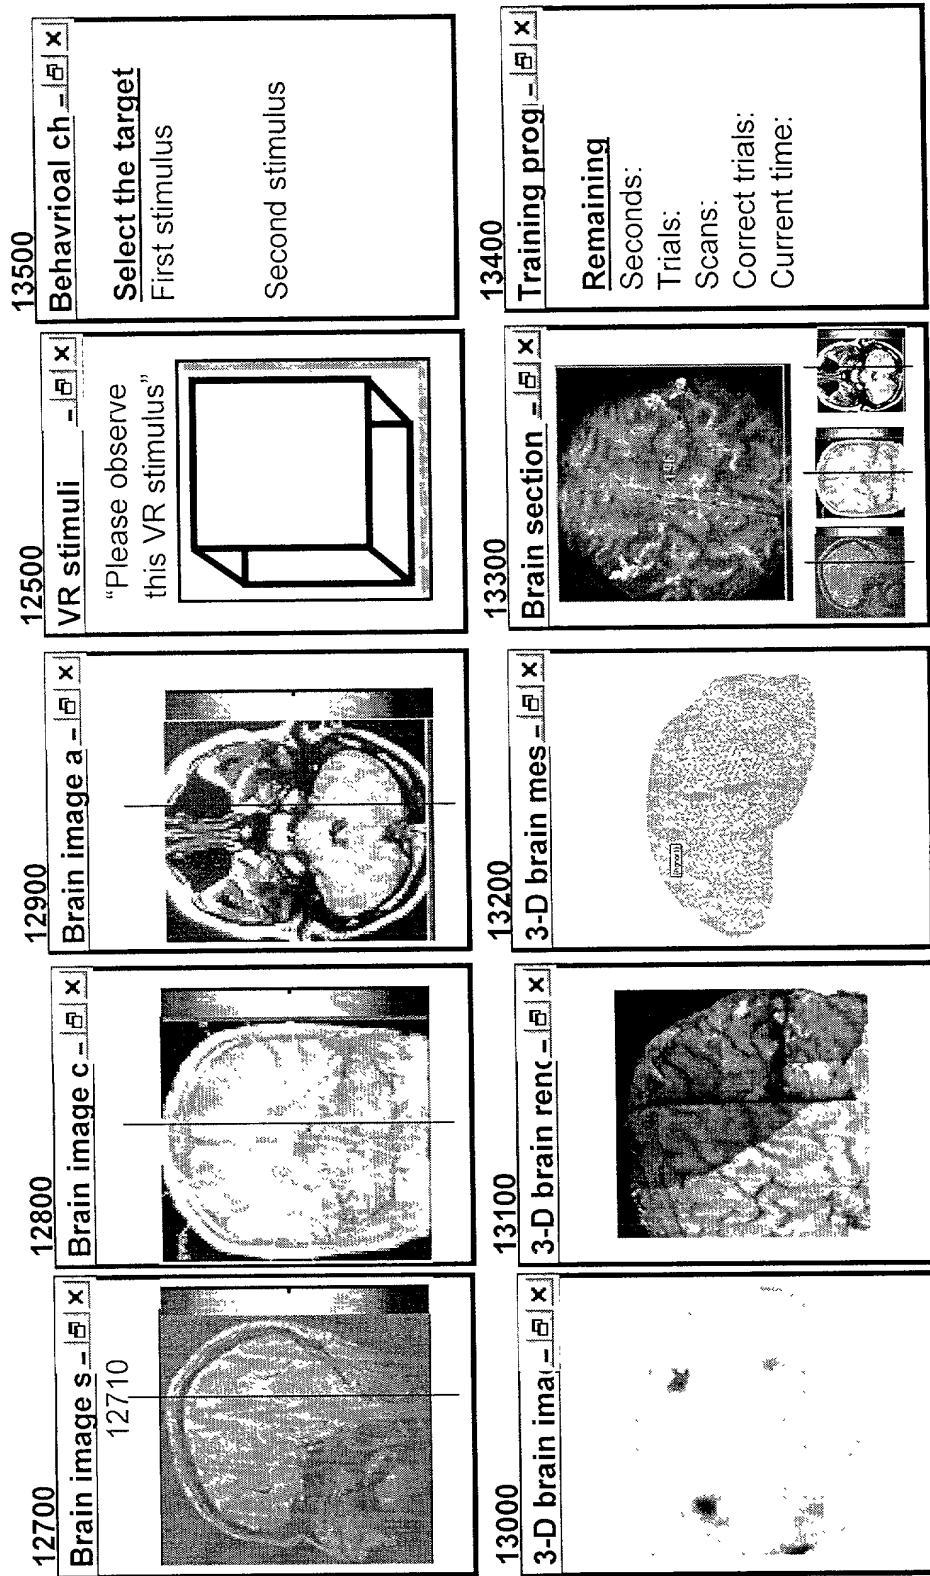 12700
Brain image s
12710
12800
Brain image c
12900
Brain image a
12500
VR stimuli
“Please observe
this VR stimulus”
13500
Behavrioal ch
Select the target
First stimulus
Second stimulus
13000
3-D brain imaç
13100
3-D brain renc
13200
3-D brain mes
13300
Brain section
13400
Training prog
Remaining
Seconds:
Trials:
Scans:
Correct trials:
Current time: